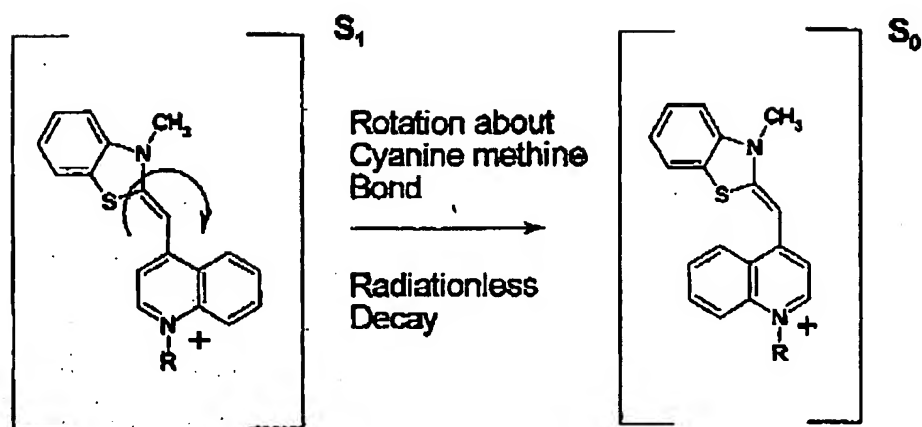 S1
S0
CH3
N
S
N
+
R
Rotation about
Cyanine methine
Bond
Radiationless
Decay
CH3
N
S
N
+
R